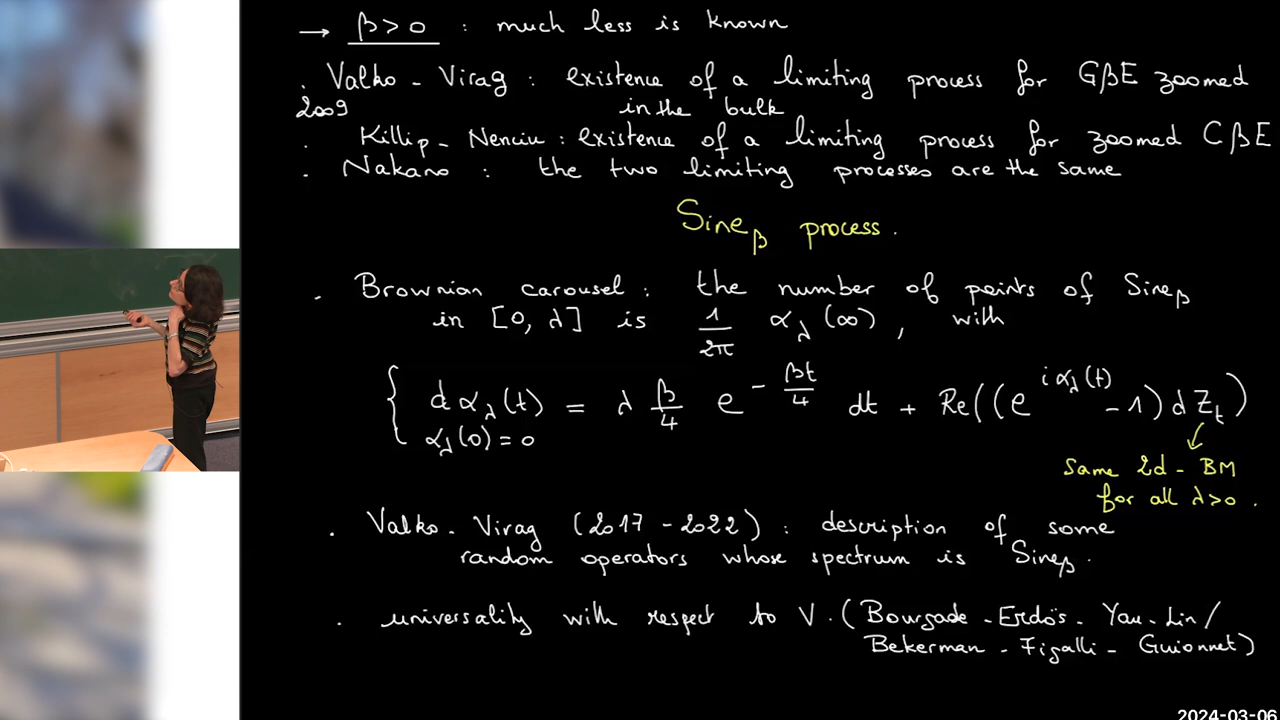 → β>0 : much less is known
. Valko - Virag : existence of a limiting process for GβE zoomed
2009 in the bulk
. Killip - Nenciu : existence of a limiting process for zoomed CβE
. Nakano : the two limiting processes are the same
Sine_β process .
. Brownian carousel : the number of points of Sine_β
in [0, λ] is 1/2π α_λ(∞) , with
{ dα_λ(t) = λ β/4 e^{-βt/4} dt + Re((e^{iα_λ(t)} - 1) dZ_t)
α_λ(0) = 0
same 2d - BM
for all λ>0 .
. Valko - Virag (2017 - 2022) : description of some
random operators whose spectrum is Sine_β .
. universality with respect to V . (Bourgade - Erdös - Yau - Lin /
Bekerman - Figalli - Guionnet)
2024-03-06